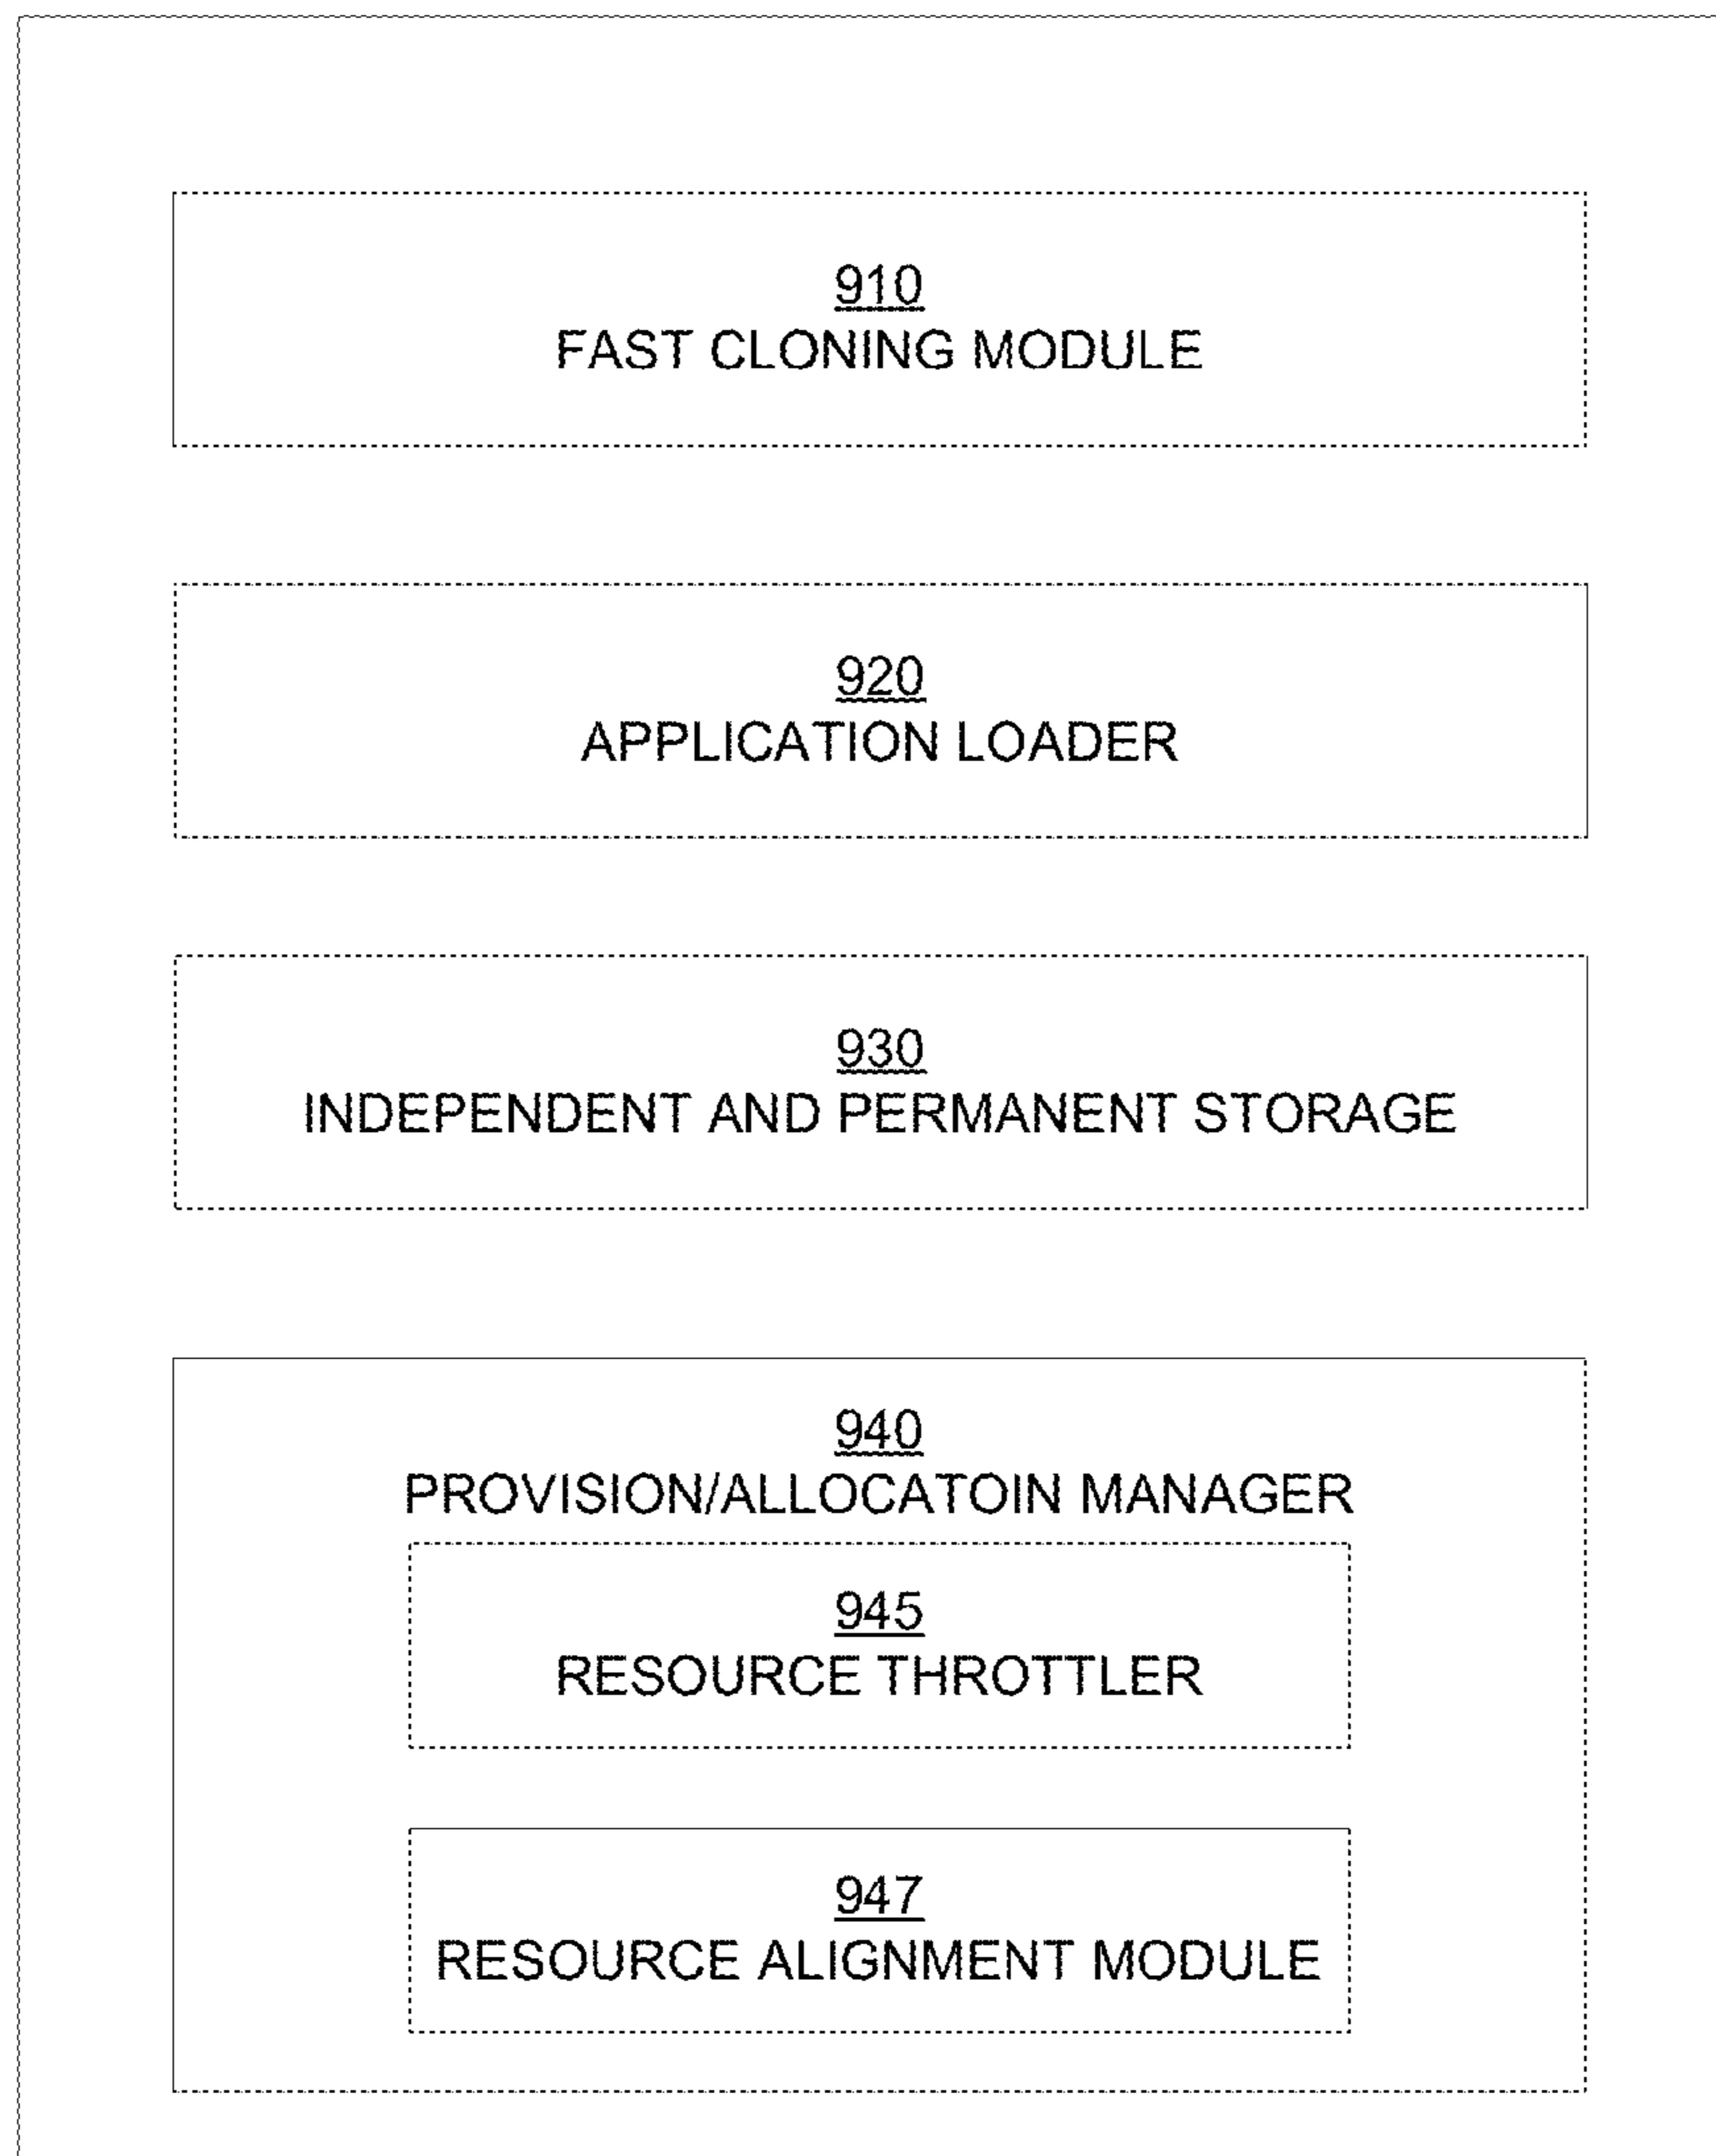 910
FAST CLONING MODULE
920
APPLICATION LOADER
930
INDEPENDENT AND PERMANENT STORAGE
940
PROVISION/ALLOCATOIN MANAGER
945
RESOURCE THROTTLER
947
RESOURCE ALIGNMENT MODULE